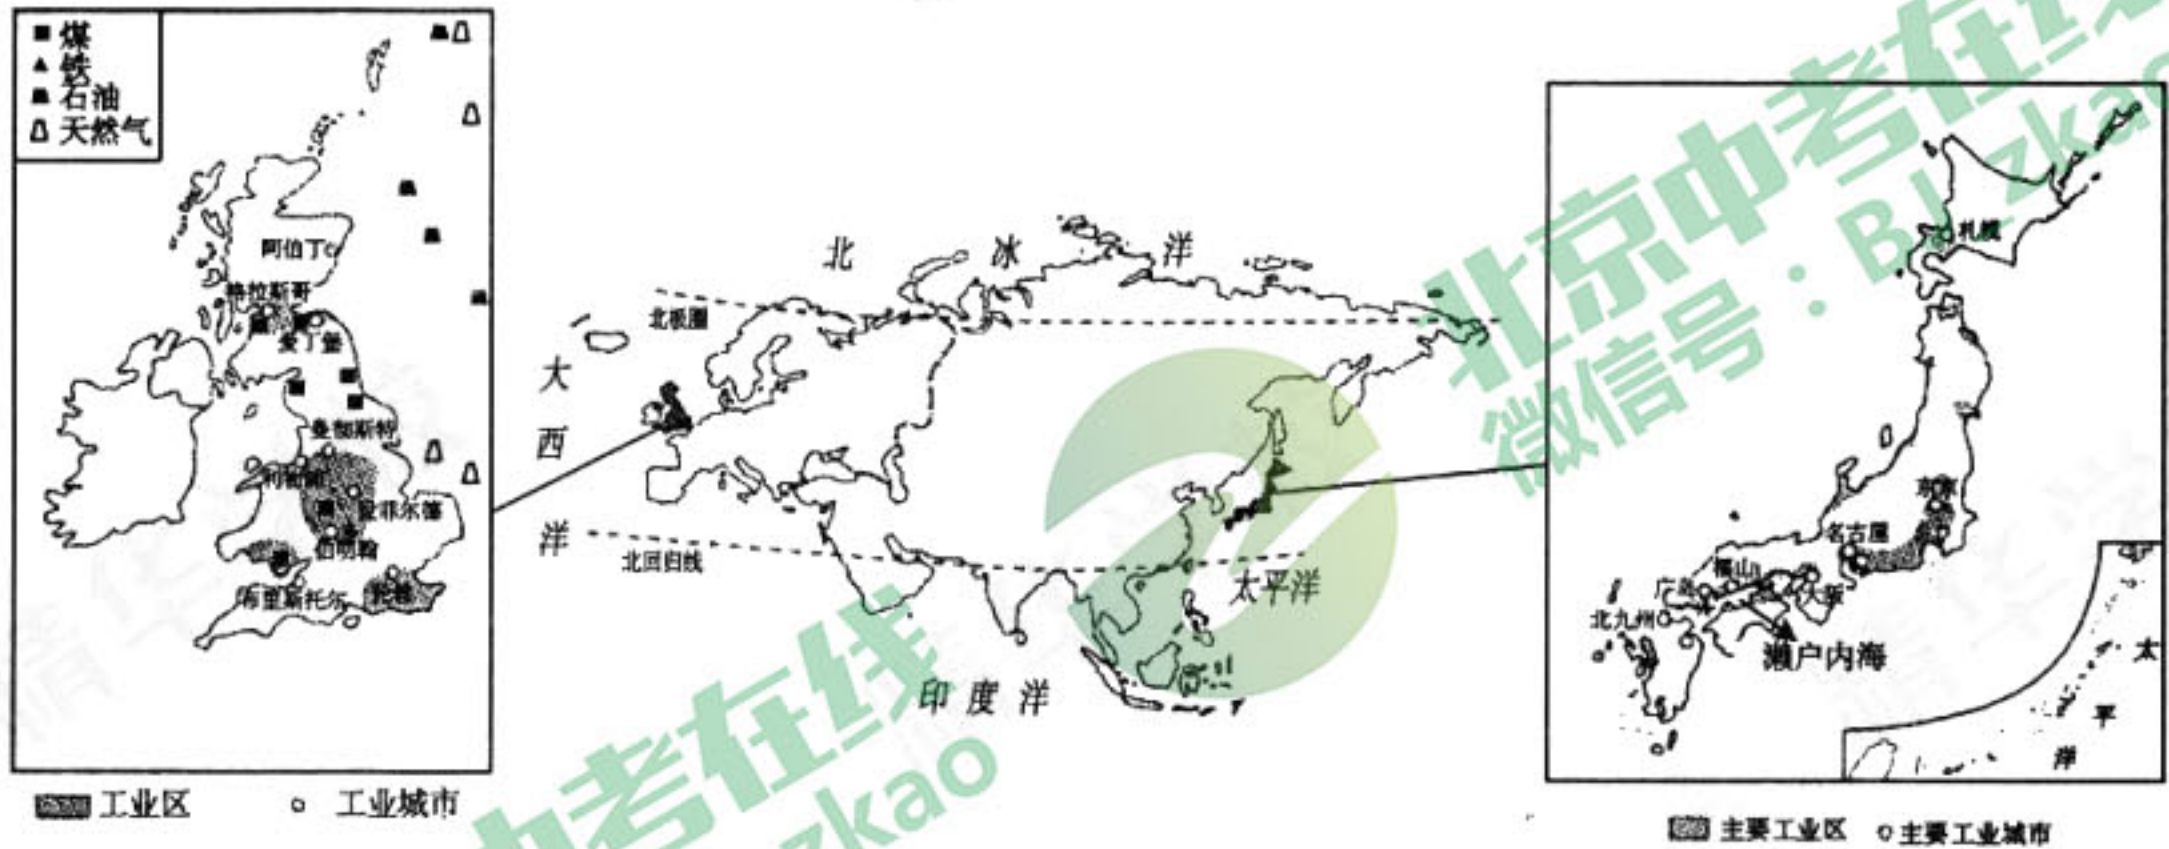 煤
铁
石油
天然气
阿伯丁
格拉斯哥
爱丁堡
曼彻斯特
利物浦
设菲尔德
伯明翰
布里斯托尔
伦敦
工业区
工业城市
北冰洋
北极圈
大西洋
北回归线
太平洋
印度洋
札幌
东京
名古屋
大阪
福山
广岛
北九州
濑户内海
太平洋
主要工业区
主要工业城市
北京中考在线
微信号：BJ_zkao
中考在线
zkao